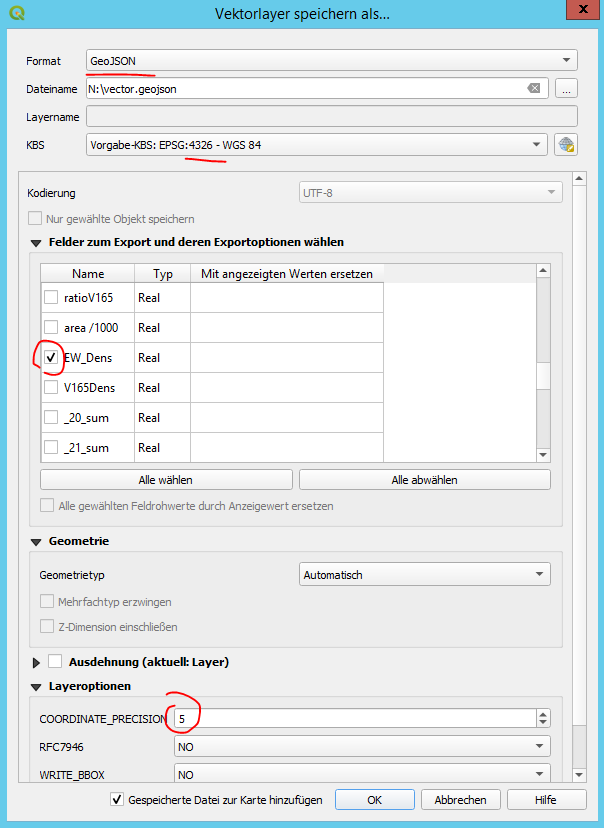 Vektorlayer speichern als...
Format GeoJSON
Dateiname N:\vector.geojson ...
Layername
KBS Vorgabe-KBS: EPSG:4326 - WGS 84
Kodierung UTF-8
Nur gewählte Objekt speichern
Felder zum Export und deren Exportoptionen wählen
Name Typ Mit angezeigten Werten ersetzen
ratioV165 Real
area /1000 Real
EW_Dens Real
V165Dens Real
_20_sum Real
_21_sum Real
Alle wählen Alle abwählen
Alle gewählten Feldrohwerte durch Anzeigewert ersetzen
Geometrie
Geometrietyp Automatisch
Mehrfachtyp erzwingen
Z-Dimension einschließen
Ausdehnung (aktuell: Layer)
Layeroptionen
COORDINATE_PRECISION 5
RFC7946 NO
WRITE_BBOX NO
Gespeicherte Datei zur Karte hinzufügen OK Abbrechen Hilfe